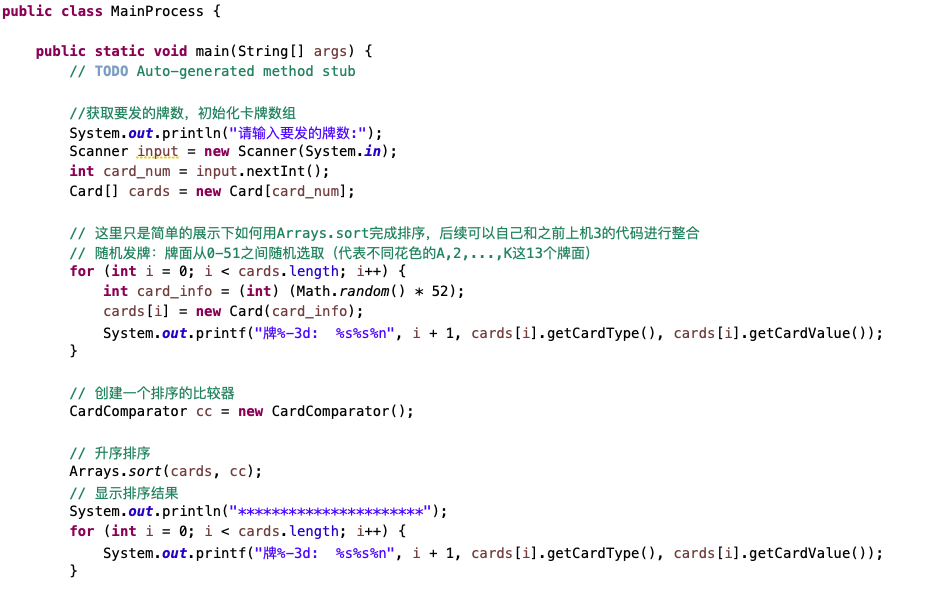 public class MainProcess {
public static void main(String[] args) {
// TODO Auto-generated method stub
//获取要发的牌数，初始化卡牌数组
System.out.println("请输入要发的牌数:");
Scanner input = new Scanner(System.in);
int card_num = input.nextInt();
Card[] cards = new Card[card_num];
// 这里只是简单的展示下如何用Arrays.sort完成排序，后续可以自己和之前上机3的代码进行整合
// 随机发牌：牌面从0-51之间随机选取（代表不同花色的A,2,...,K这13个牌面）
for (int i = 0; i < cards.length; i++) {
int card_info = (int) (Math.random() * 52);
cards[i] = new Card(card_info);
System.out.printf("牌%-3d:  %s%s%n", i + 1, cards[i].getCardType(), cards[i].getCardValue());
}
// 创建一个排序的比较器
CardComparator cc = new CardComparator();
// 升序排序
Arrays.sort(cards, cc);
// 显示排序结果
System.out.println("**********************");
for (int i = 0; i < cards.length; i++) {
System.out.printf("牌%-3d:  %s%s%n", i + 1, cards[i].getCardType(), cards[i].getCardValue());
}